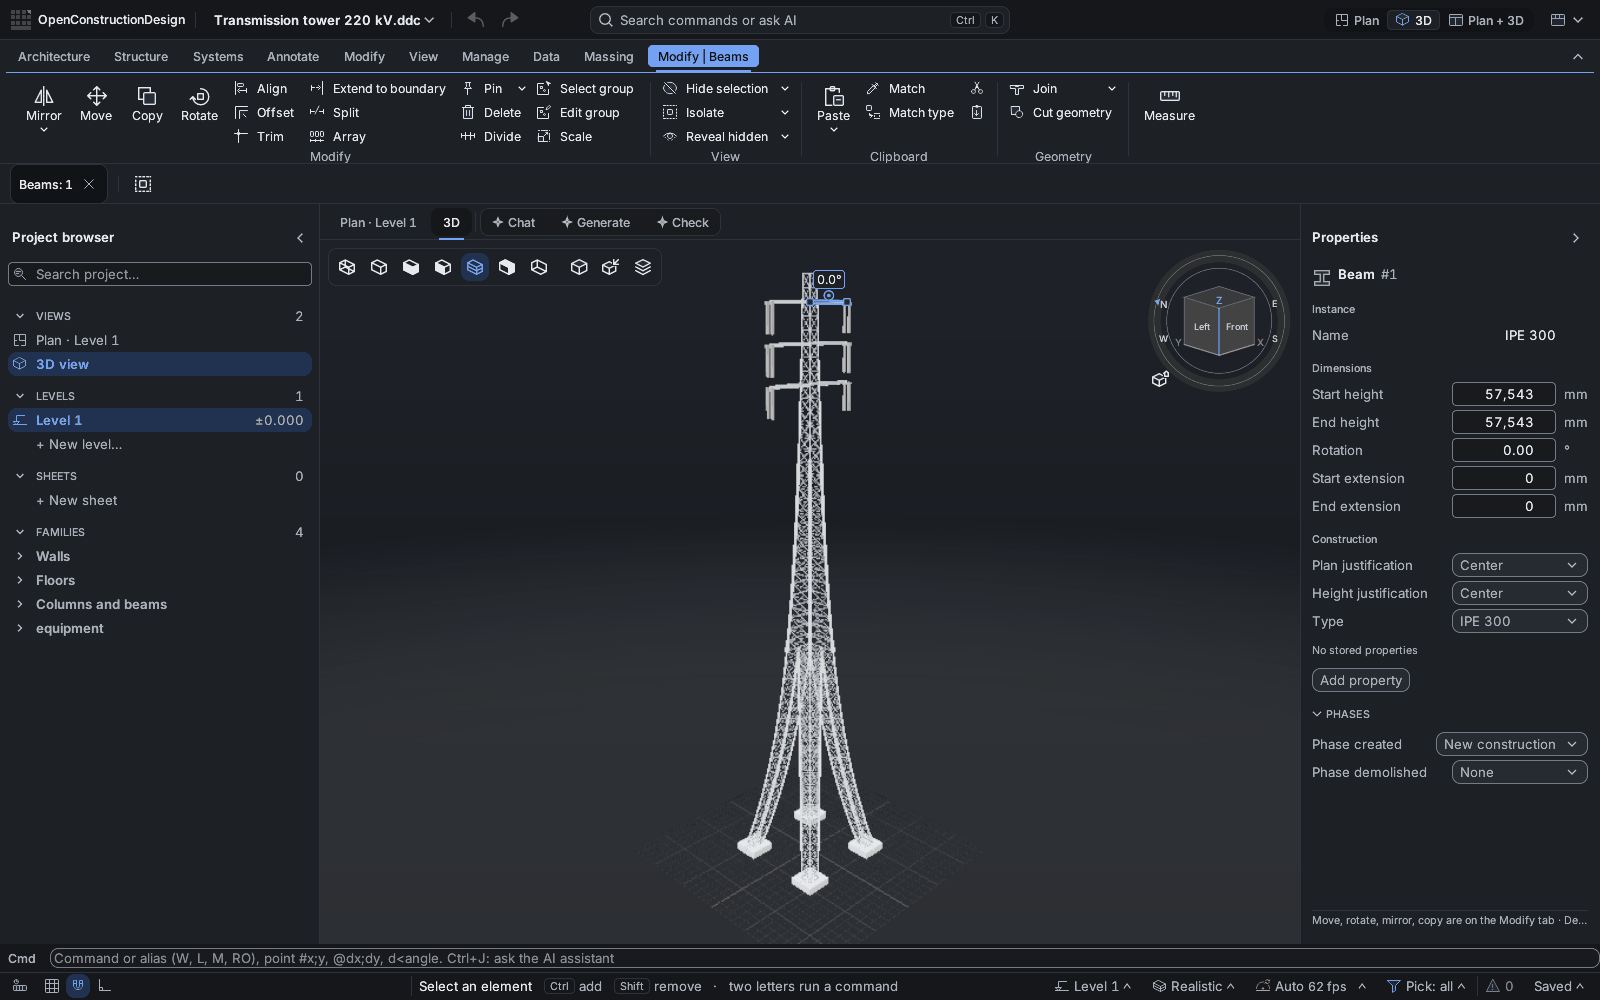 OpenConstructionDesign
Transmission tower 220 kV.ddc
Search commands or ask AI
Ctrl K
Plan
3D
Plan + 3D
Architecture
Structure
Systems
Annotate
Modify
View
Manage
Data
Massing
Modify | Beams
Mirror
Move
Copy
Rotate
Align
Offset
Trim
Extend to boundary
Split
Array
Pin
Delete
Divide
Select group
Edit group
Scale
Modify
Hide selection
Isolate
Reveal hidden
View
Paste
Match
Match type
Clipboard
Join
Cut geometry
Geometry
Measure
Beams: 1
Project browser
Search project...
VIEWS 2
Plan · Level 1
3D view
LEVELS 1
Level 1 ±0.000
+ New level...
SHEETS 0
+ New sheet
FAMILIES 4
Walls
Floors
Columns and beams
equipment
Plan · Level 1
3D
Chat
Generate
Check
0.0°
N
E
S
W
Z
Y
X
Left
Front
Properties
Beam #1
Instance
Name IPE 300
Dimensions
Start height 57,543 mm
End height 57,543 mm
Rotation 0.00 °
Start extension 0 mm
End extension 0 mm
Construction
Plan justification Center
Height justification Center
Type IPE 300
No stored properties
Add property
PHASES
Phase created New construction
Phase demolished None
Move, rotate, mirror, copy are on the Modify tab · De...
Cmd
Command or alias (W, L, M, RO), point #x;y, @dx;dy, d<angle. Ctrl+J: ask the AI assistant
Select an element Ctrl add Shift remove · two letters run a command
Level 1
Realistic
Auto 62 fps
Pick: all
0
Saved